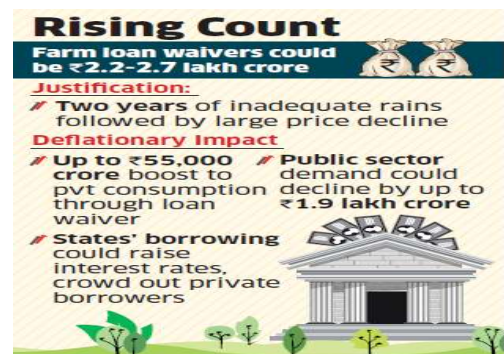 Rising Count
Farm loan waivers could
be ₹2.2-2.7 lakh crore
₹ ₹
Justification:
Two years of inadequate rains
followed by large price decline
Deflationary Impact
Up to ₹55,000
crore boost to
pvt consumption
through loan
waiver
States' borrowing
could raise
interest rates,
crowd out private
borrowers
Public sector
demand could
decline by up to
₹1.9 lakh crore